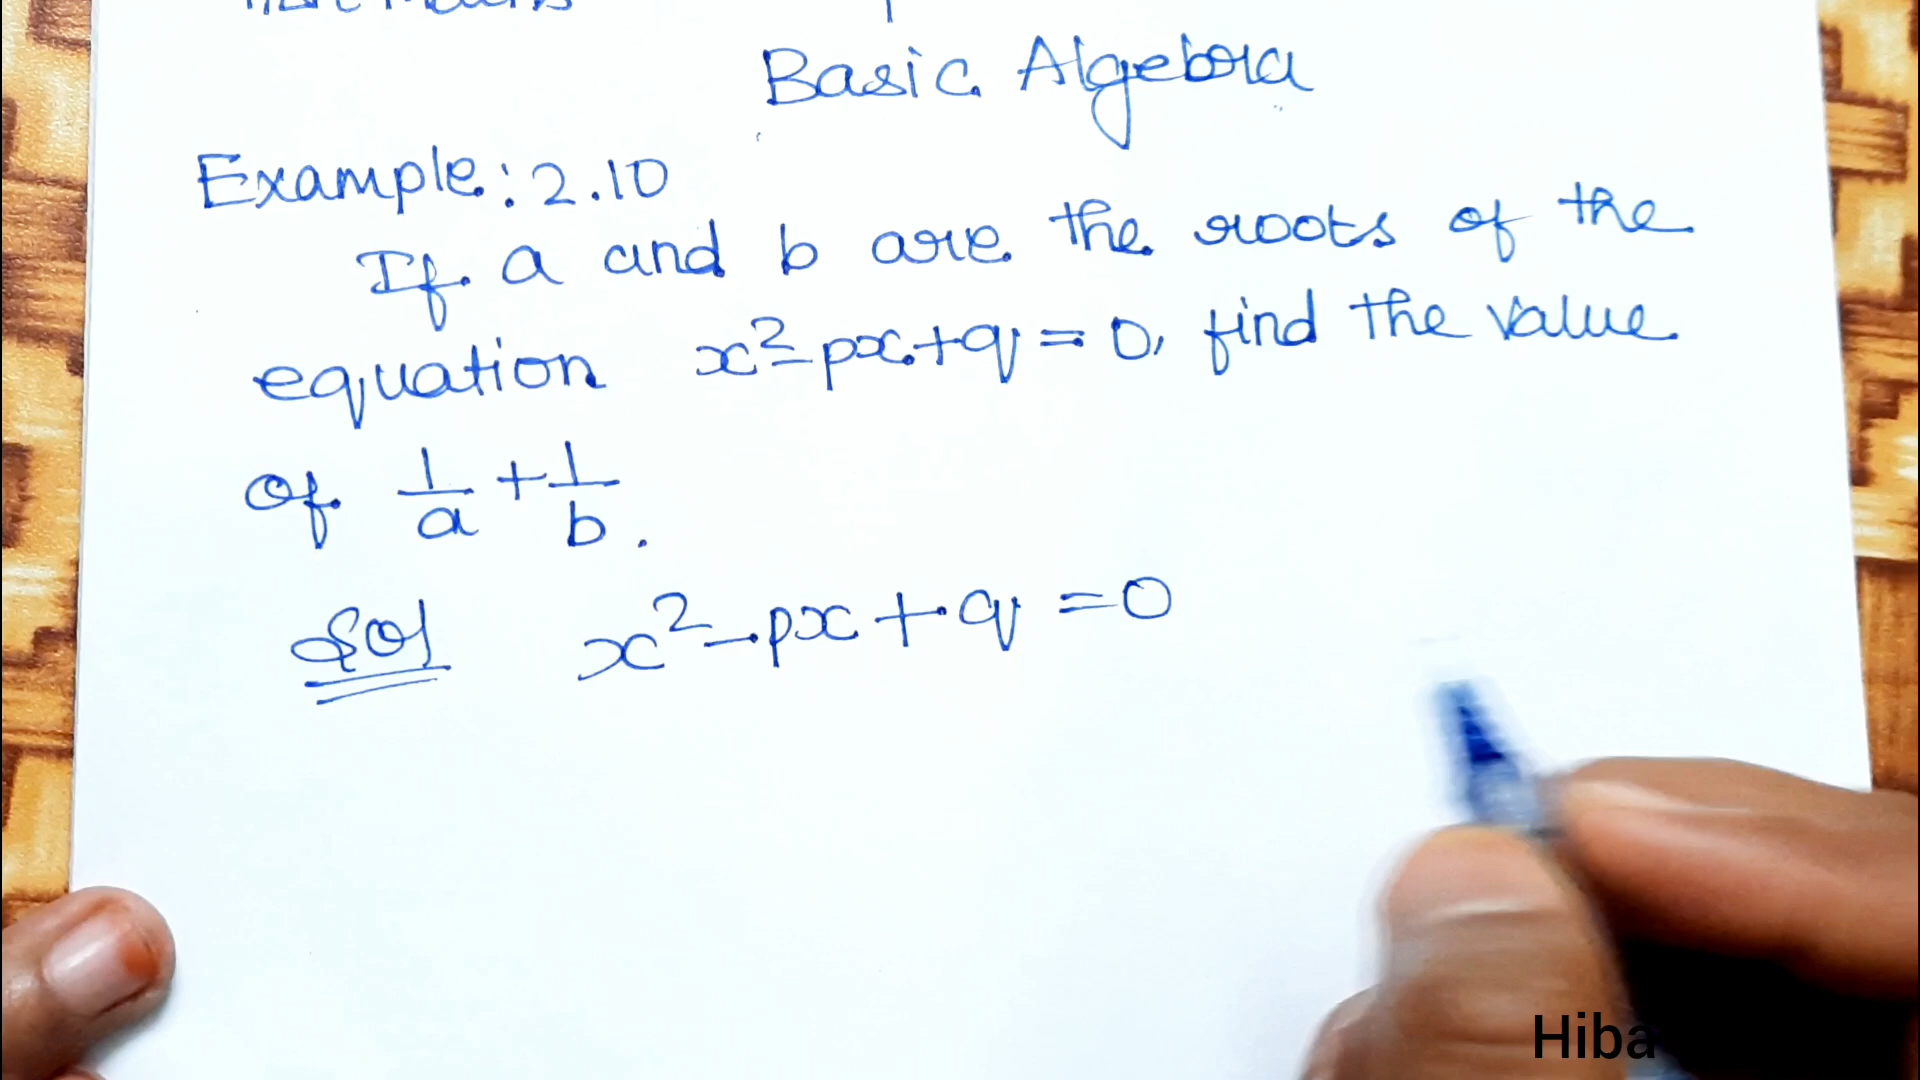 Basic Algebra
Example: 2.10
If a and b are the roots of the
equation x²-px+q=0, find the value
of 1/a + 1/b.
Sol x²-px+q=0
Hiba